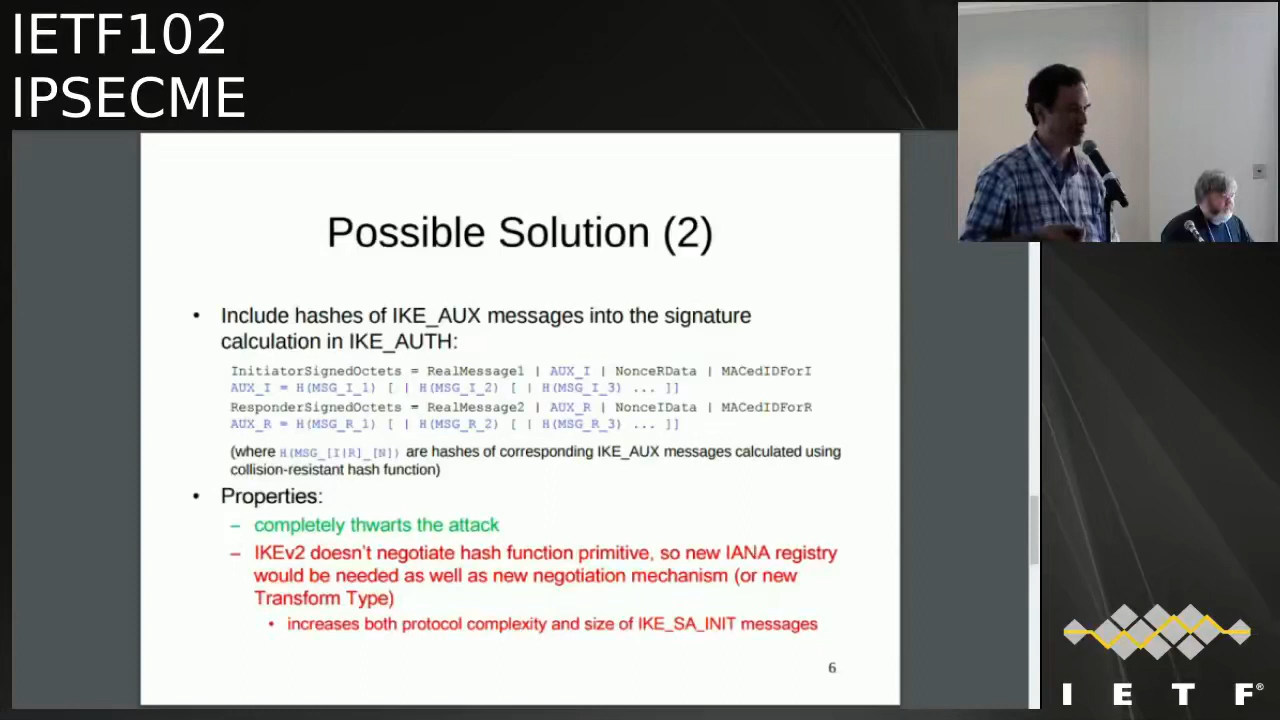 IETF102
IPSECME
Possible Solution (2)
• Include hashes of IKE_AUX messages into the signature
calculation in IKE_AUTH:
InitiatorSignedOctets = RealMessage1 | AUX_I | NonceRData | MACedIDForI
AUX_I = H(MSG_I_1) [ | H(MSG_I_2) [ | H(MSG_I_3) ... ]]
ResponderSignedOctets = RealMessage2 | AUX_R | NonceIData | MACedIDForR
AUX_R = H(MSG_R_1) [ | H(MSG_R_2) [ | H(MSG_R_3) ... ]]
(where H(MSG_[I|R]_[N]) are hashes of corresponding IKE_AUX messages calculated using
collision-resistant hash function)
• Properties:
– completely thwarts the attack
– IKEv2 doesn't negotiate hash function primitive, so new IANA registry
would be needed as well as new negotiation mechanism (or new
Transform Type)
• increases both protocol complexity and size of IKE_SA_INIT messages
6
I E T F®